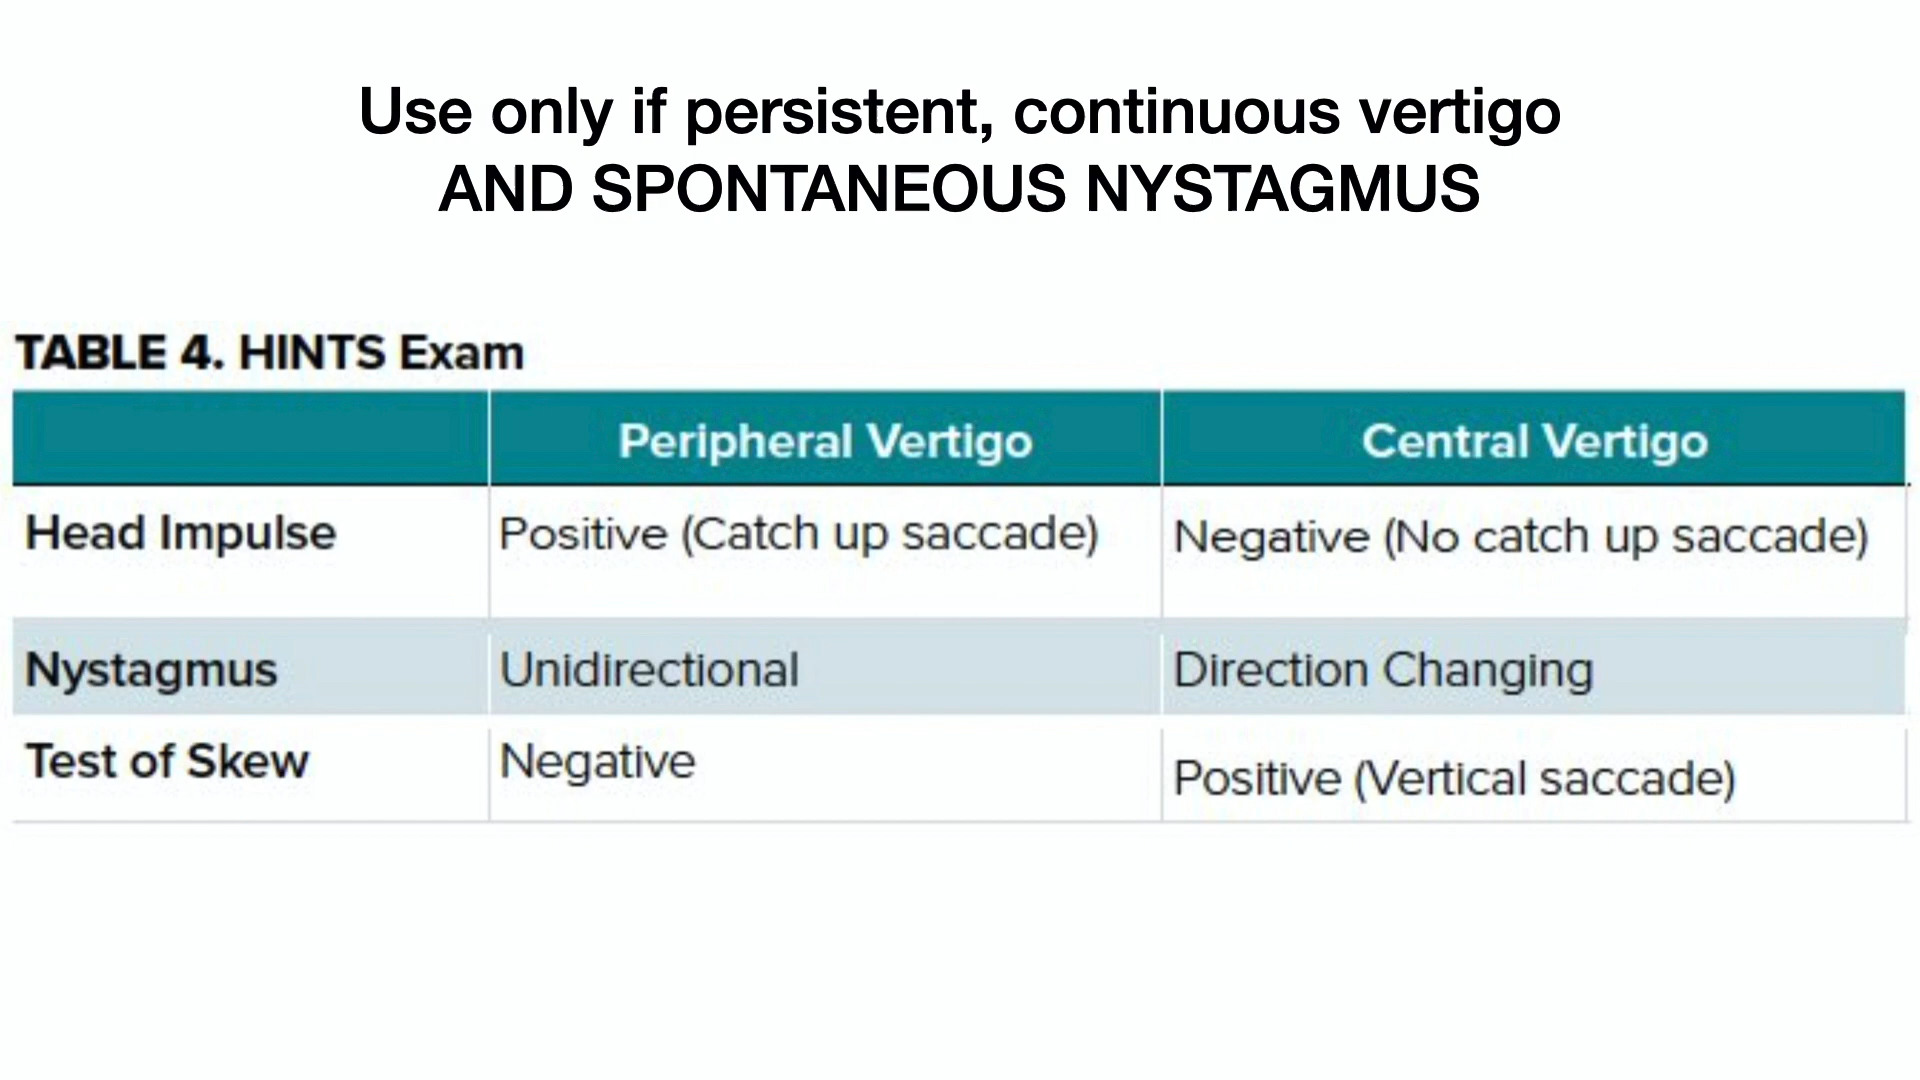 Use only if persistent, continuous vertigo
AND SPONTANEOUS NYSTAGMUS
TABLE 4. HINTS Exam
Peripheral Vertigo Central Vertigo
Head Impulse Positive (Catch up saccade) Negative (No catch up saccade)
Nystagmus Unidirectional Direction Changing
Test of Skew Negative Positive (Vertical saccade)